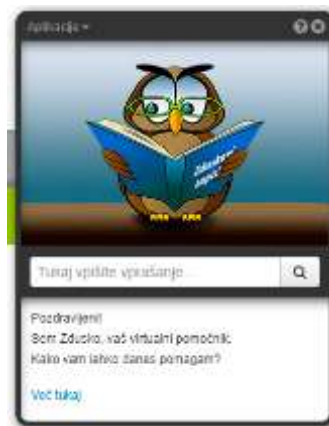 Aplikacije
Tukaj vpišite vprašanje...
Pozdravljeni!
Sem Zdusko, vaš virtualni pomočnik.
Kako vam lahko danes pomagam?
Več tukaj